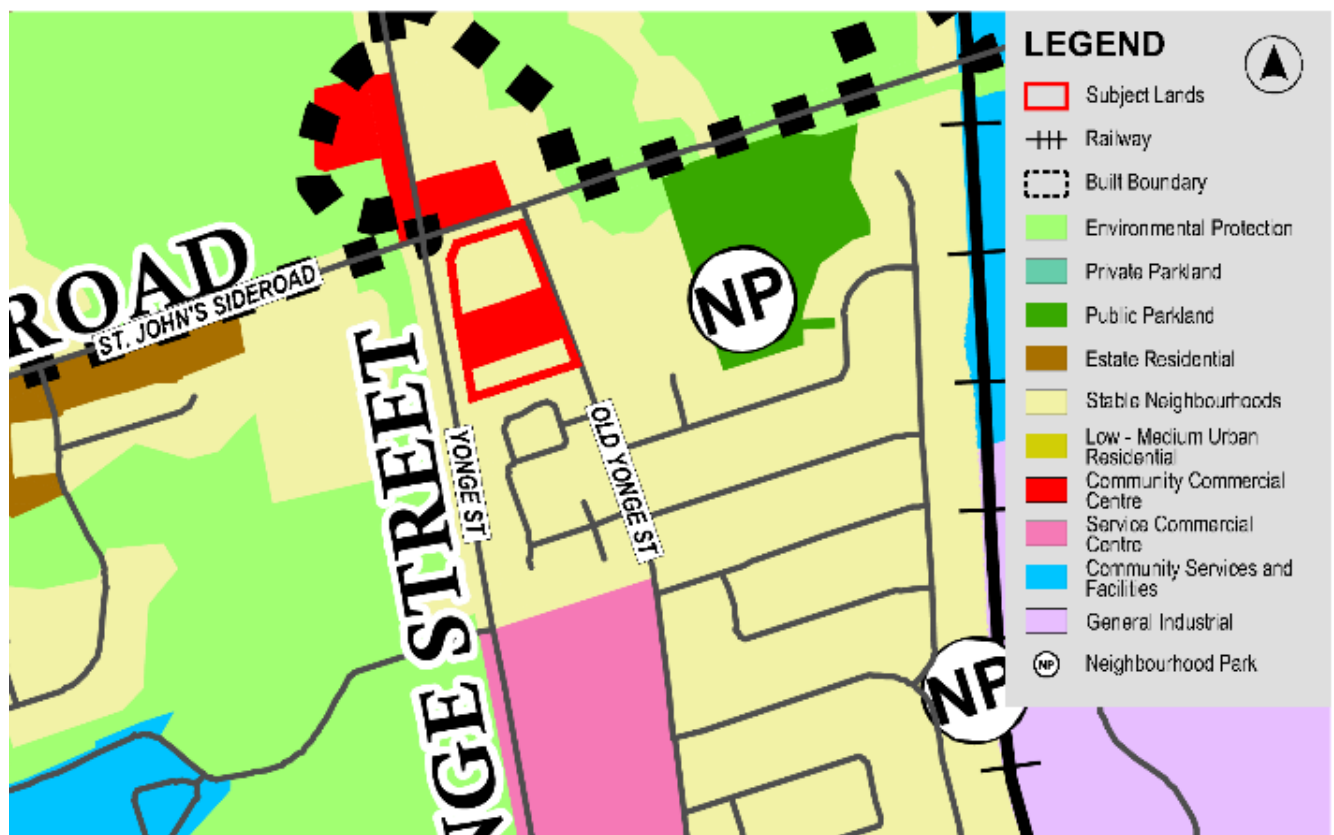 ROAD
ST. JOHN'S SIDEROAD
NP
YONGE ST
OLD YONGE ST
NGE STREET
NP
LEGEND
Subject Lands
Railway
Built Boundary
Environmental Protection
Private Parkland
Public Parkland
Estate Residential
Stable Neighbourhoods
Low - Medium Urban
Residential
Community Commercial
Centre
Service Commercial
Centre
Community Services and
Facilities
General Industrial
NP
Neighbourhood Park